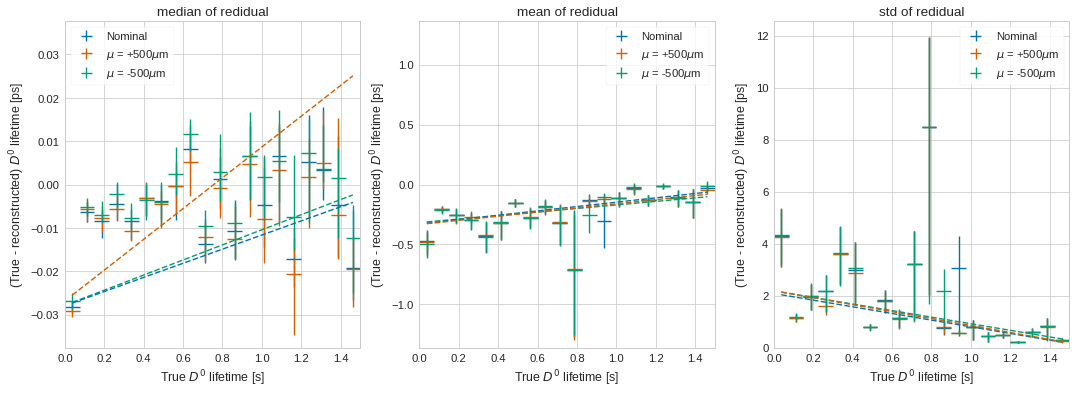 median of redidual
(True - reconstructed) D⁰ lifetime [ps]
0.03
0.02
0.01
0.00
−0.01
−0.02
−0.03
Nominal
μ = +500μm
μ = -500μm
0.0 0.2 0.4 0.6 0.8 1.0 1.2 1.4
True D⁰ lifetime [s]
mean of redidual
(True - reconstructed) D⁰ lifetime [ps]
1.0
0.5
0.0
−0.5
−1.0
Nominal
μ = +500μm
μ = -500μm
0.0 0.2 0.4 0.6 0.8 1.0 1.2 1.4
True D⁰ lifetime [s]
std of redidual
(True - reconstructed) D⁰ lifetime [ps]
12
10
8
6
4
2
0
Nominal
μ = +500μm
μ = -500μm
0.0 0.2 0.4 0.6 0.8 1.0 1.2 1.4
True D⁰ lifetime [s]